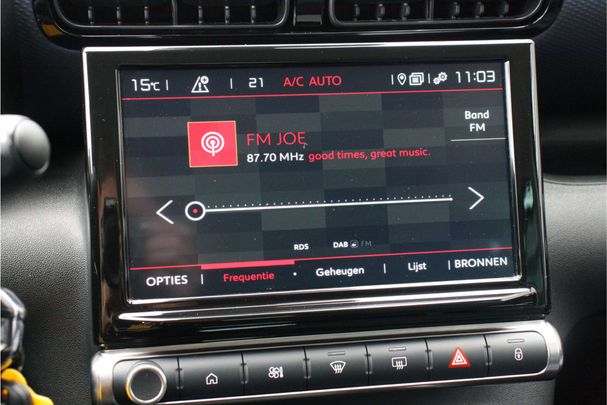 15°C 21 A/C AUTO 11:03
Band
FM
FM JOE
87.70 MHz good times, great music.
RDS DAB FM
OPTIES Frequentie Geheugen Lijst BRONNEN